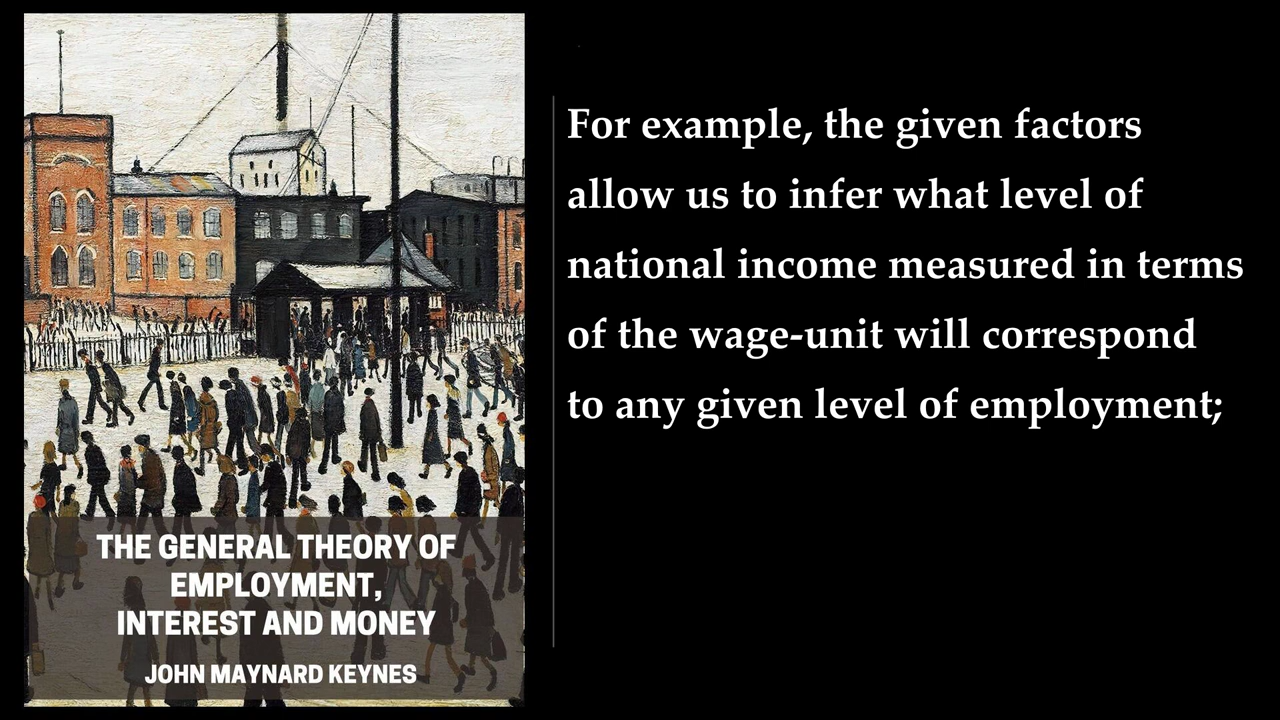 For example, the given factors
allow us to infer what level of
national income measured in terms
of the wage-unit will correspond
to any given level of employment;
THE GENERAL THEORY OF
EMPLOYMENT,
INTEREST AND MONEY
JOHN MAYNARD KEYNES